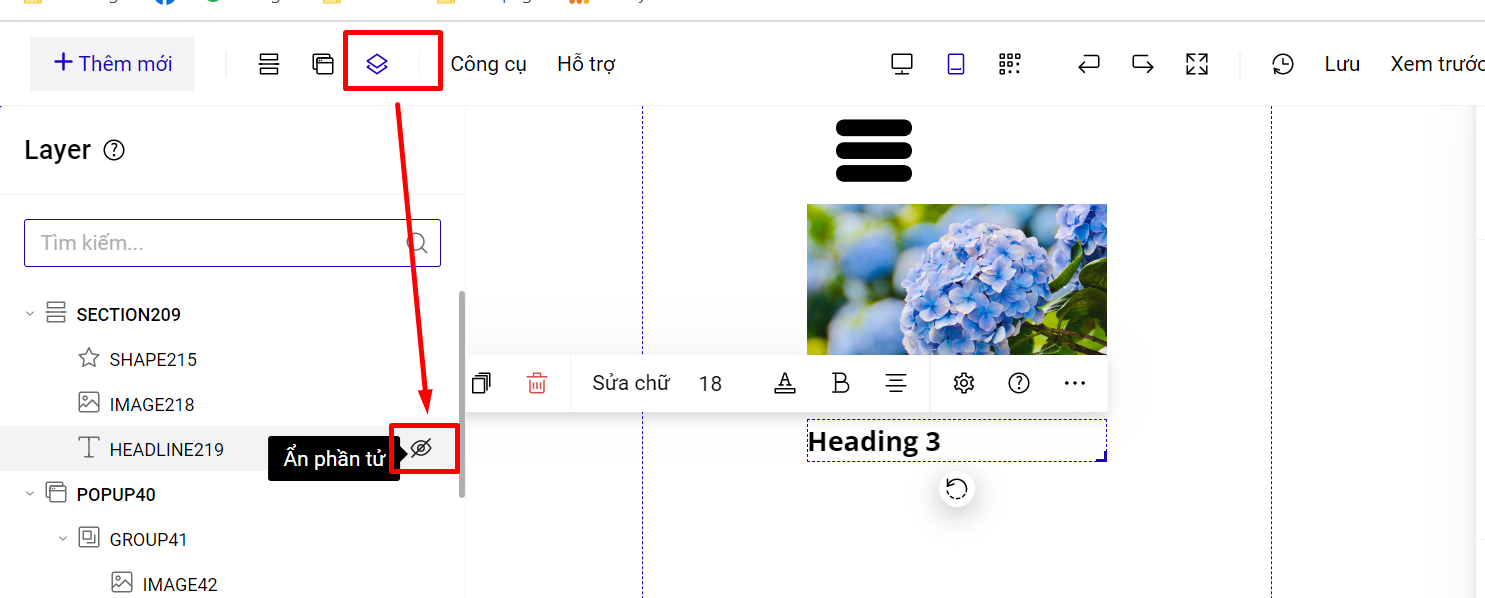 + Thêm mới
Công cụ
Hỗ trợ
Lưu
Xem trước
Layer
Tìm kiếm...
SECTION209
SHAPE215
IMAGE218
HEADLINE219
Ẩn phần tử
POPUP40
GROUP41
IMAGE42
Sửa chữ
18
Heading 3